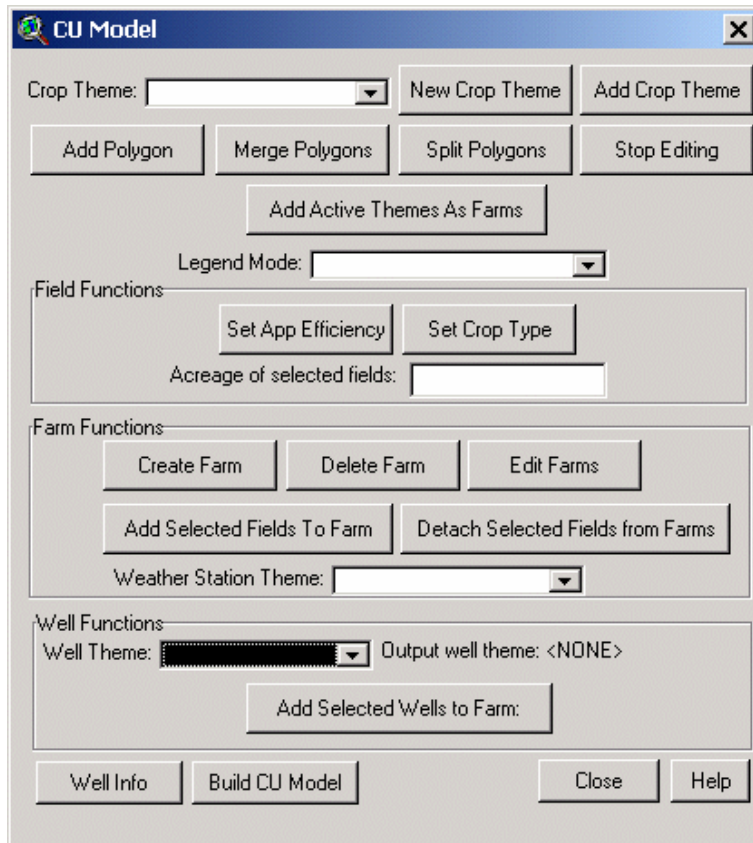 CU Model
Crop Theme: New Crop Theme Add Crop Theme
Add Polygon Merge Polygons Split Polygons Stop Editing
Add Active Themes As Farms
Legend Mode:
Field Functions
Set App Efficiency Set Crop Type
Acreage of selected fields:
Farm Functions
Create Farm Delete Farm Edit Farms
Add Selected Fields To Farm Detach Selected Fields from Farms
Weather Station Theme:
Well Functions
Well Theme: Output well theme: <NONE>
Add Selected Wells to Farm:
Well Info Build CU Model Close Help